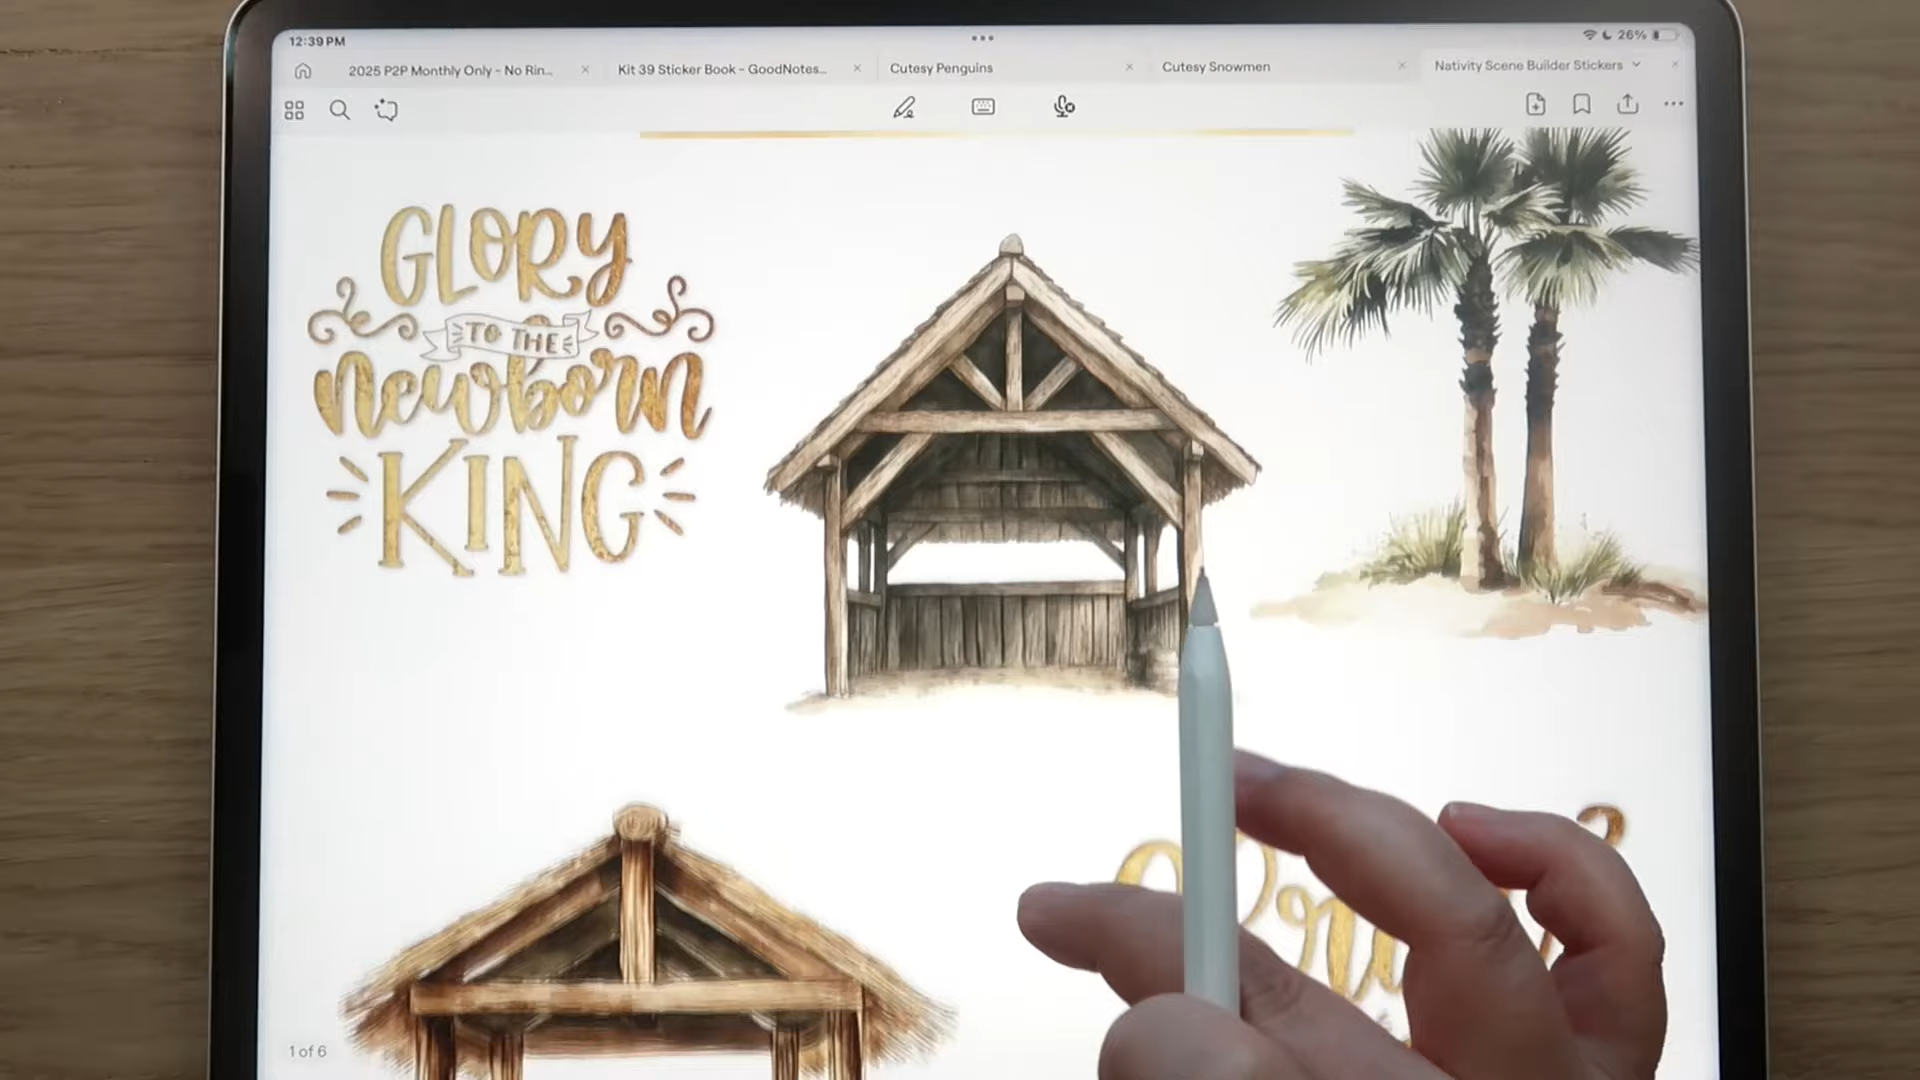 12:39 PM
26%
2025 P2P Monthly Only - No Rin...
Kit 39 Sticker Book - GoodNotes...
Cutesy Penguins
Cutesy Snowmen
Nativity Scene Builder Stickers
GLORY
TO THE
newborn
KING
1 of 6